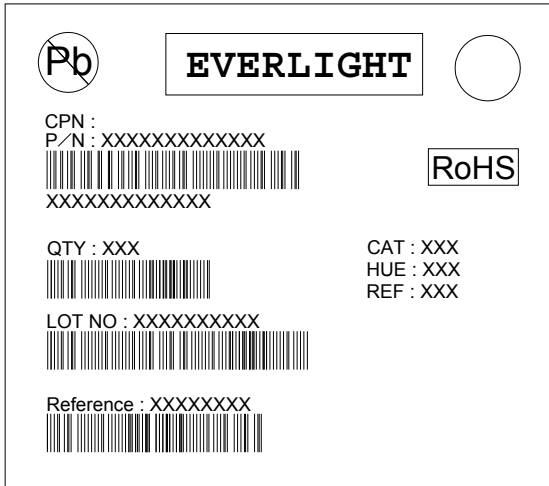 Pb
EVERLIGHT
CPN :
P/N : XXXXXXXXXXXXX
RoHS
XXXXXXXXXXXXX
QTY : XXX
CAT : XXX
HUE : XXX
REF : XXX
LOT NO : XXXXXXXXXX
Reference : XXXXXXXX